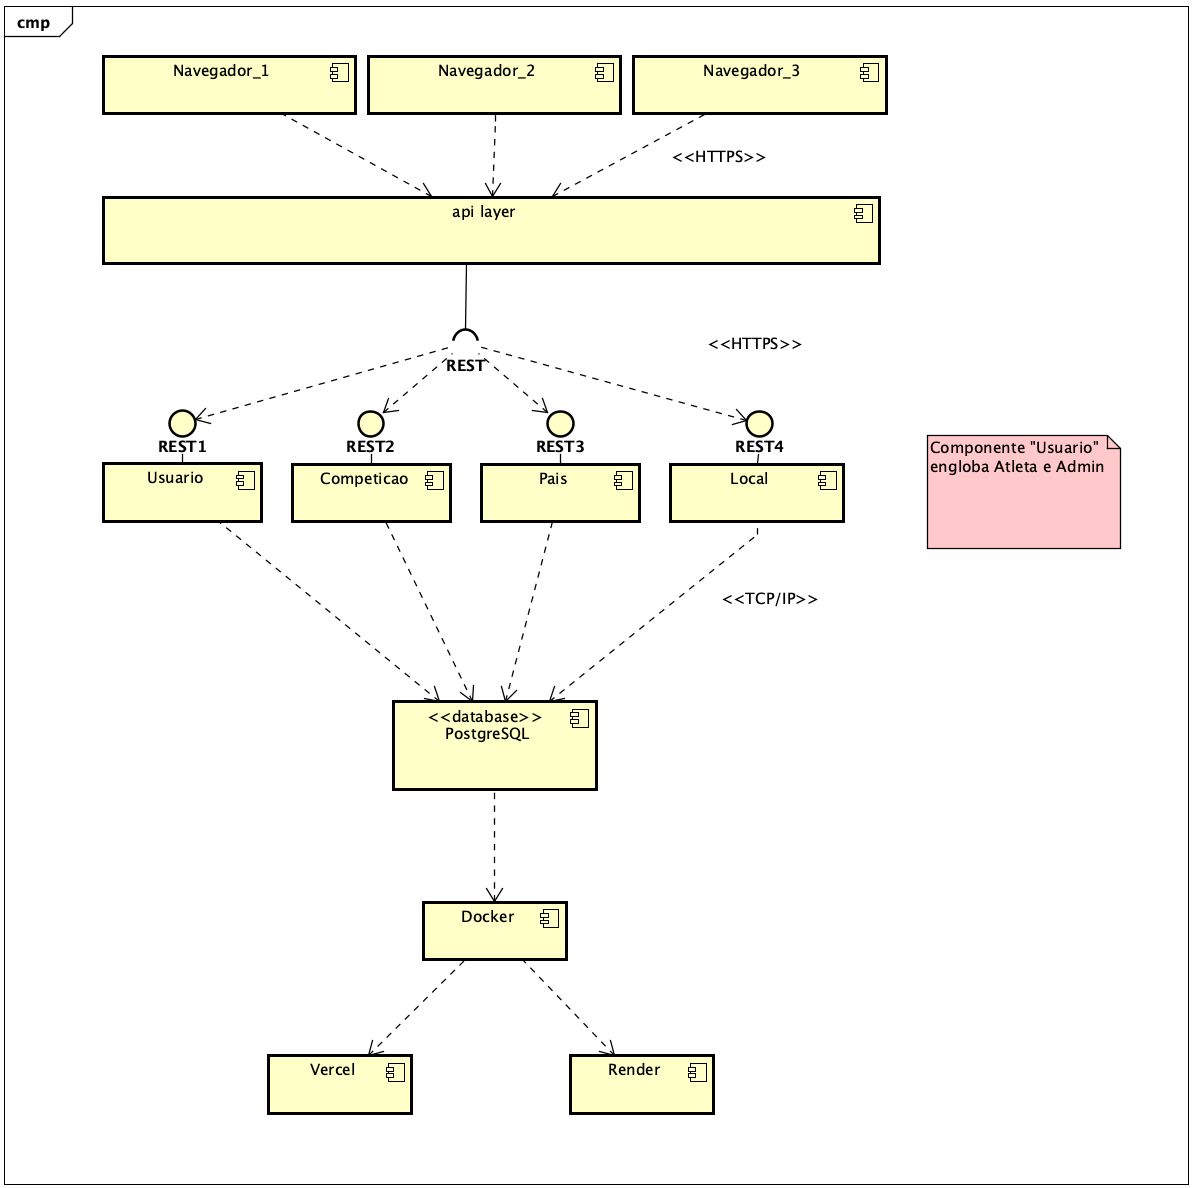 cmp
Navegador_1
Navegador_2
Navegador_3
<<HTTPS>>
api layer
<<HTTPS>>
REST
REST1
REST2
REST3
REST4
Usuario
Competicao
Pais
Local
Componente "Usuario"
engloba Atleta e Admin
<<TCP/IP>>
<<database>>
PostgreSQL
Docker
Vercel
Render